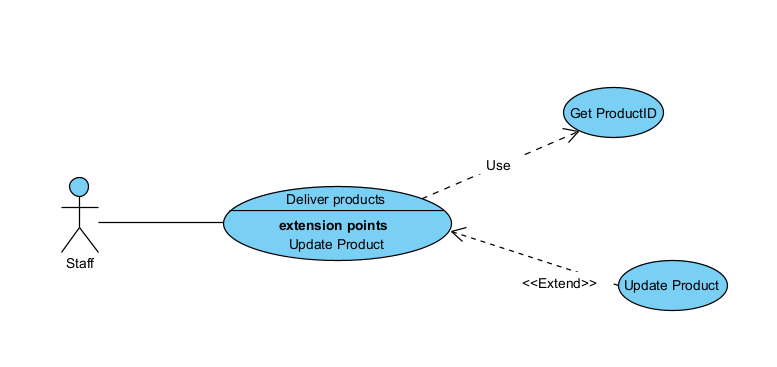 Get ProductID
Use
Deliver products
extension points
Update Product
Staff
<<Extend>>
Update Product